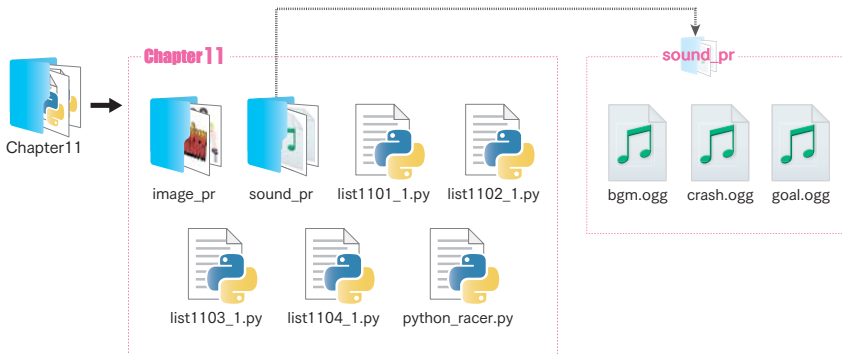 Chapter11
Chapter11
image_pr
sound_pr
list1101_1.py
list1102_1.py
list1103_1.py
list1104_1.py
python_racer.py
sound_pr
bgm.ogg
crash.ogg
goal.ogg